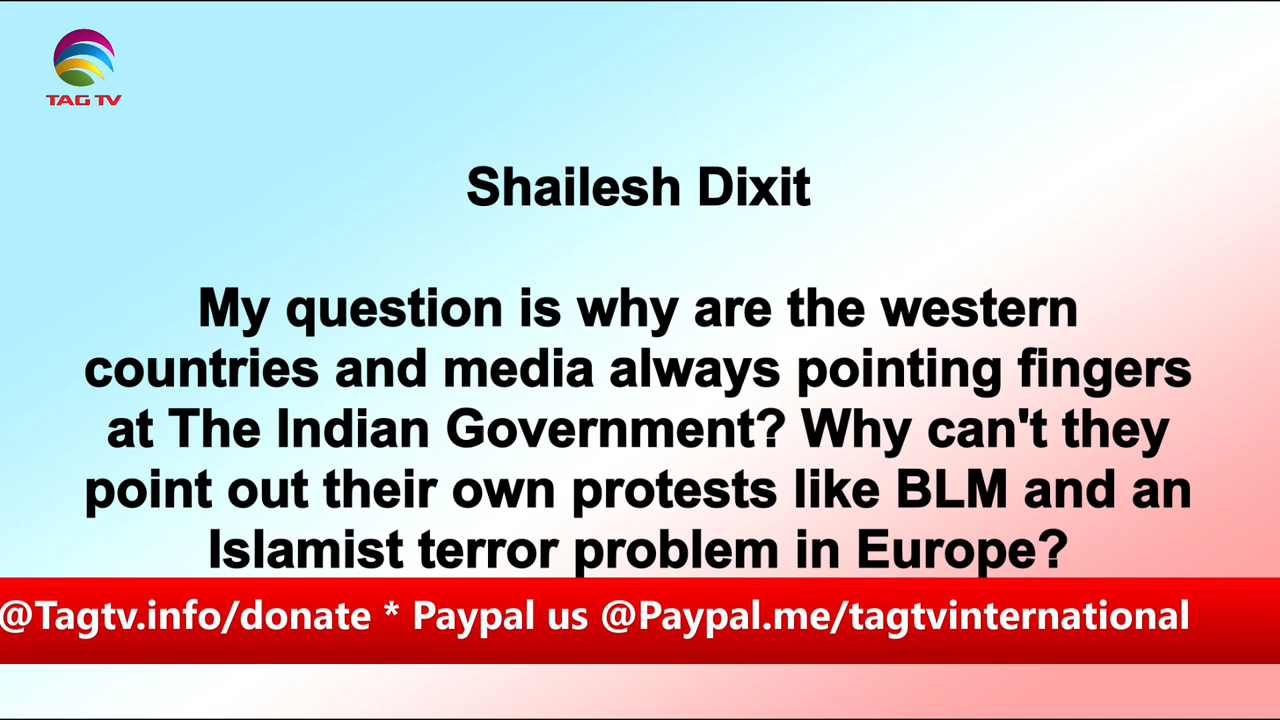 TAG TV
Shailesh Dixit
My question is why are the western
countries and media always pointing fingers
at The Indian Government? Why can't they
point out their own protests like BLM and an
Islamist terror problem in Europe?
@Tagtv.info/donate * Paypal us @Paypal.me/tagtvinternational